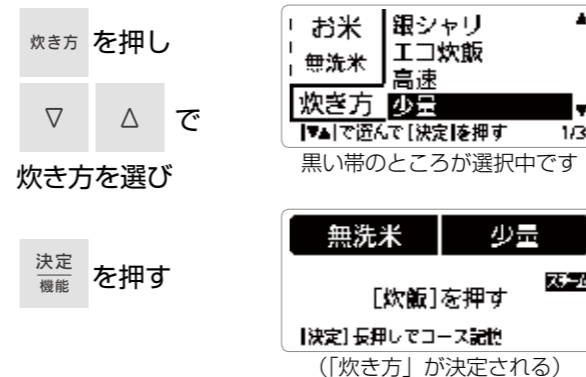 炊き方 を押し
▽ △ で
炊き方を選び
お米 銀シャリ
無洗米 エコ炊飯
高速
炊き方 少量
[▼▲]で選んで[決定]を押す 1/3
黒い帯のところが選択中です
決定
機能 を押す
無洗米 少量
スチーム
[炊飯]を押す
[決定]長押しでコース記憶
（「炊き方」が決定される）